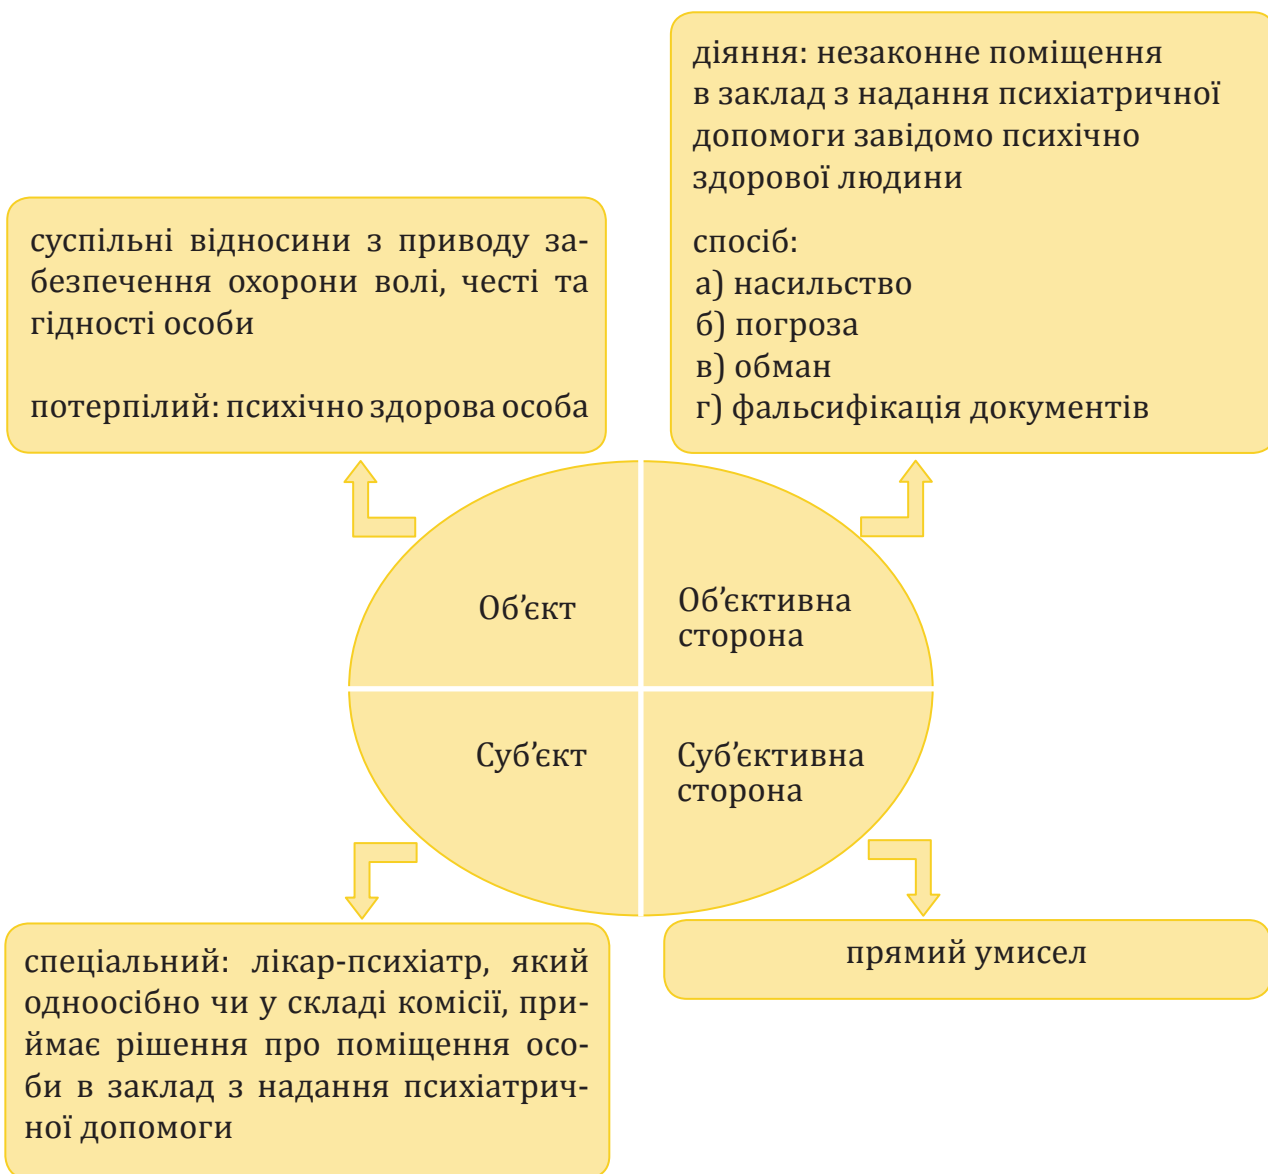 діяння: незаконне поміщення
в заклад з надання психіатричної
допомоги завідомо психічно
здорової людини
спосіб:
а) насильство
б) погроза
в) обман
г) фальсифікація документів
суспільні відносини з приводу за-
безпечення охорони волі, честі та
гідності особи
потерпілий: психічно здорова особа
Об’єкт
Об’єктивна
сторона
Суб’єкт
Суб’єктивна
сторона
спеціальний: лікар-психіатр, який
одноосібно чи у складі комісії, при-
ймає рішення про поміщення осо-
би в заклад з надання психіатрич-
ної допомоги
прямий умисел